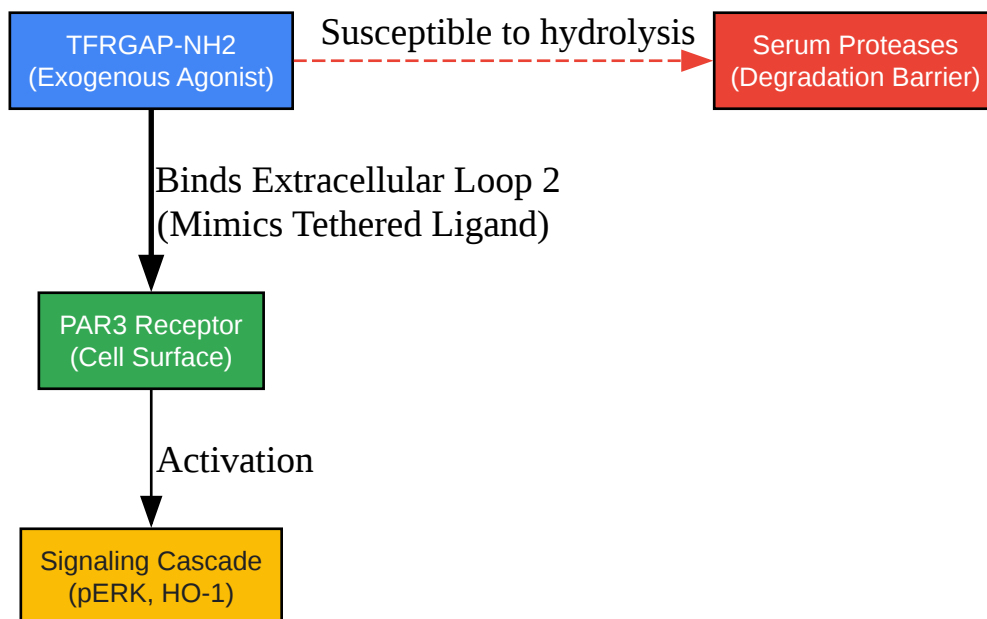 TFRGAP-NH2
(Exogenous Agonist)
Susceptible to hydrolysis
Serum Proteases
(Degradation Barrier)
Binds Extracellular Loop 2
(Mimics Tethered Ligand)
PAR3 Receptor
(Cell Surface)
Activation
Signaling Cascade
(pERK, HO-1)